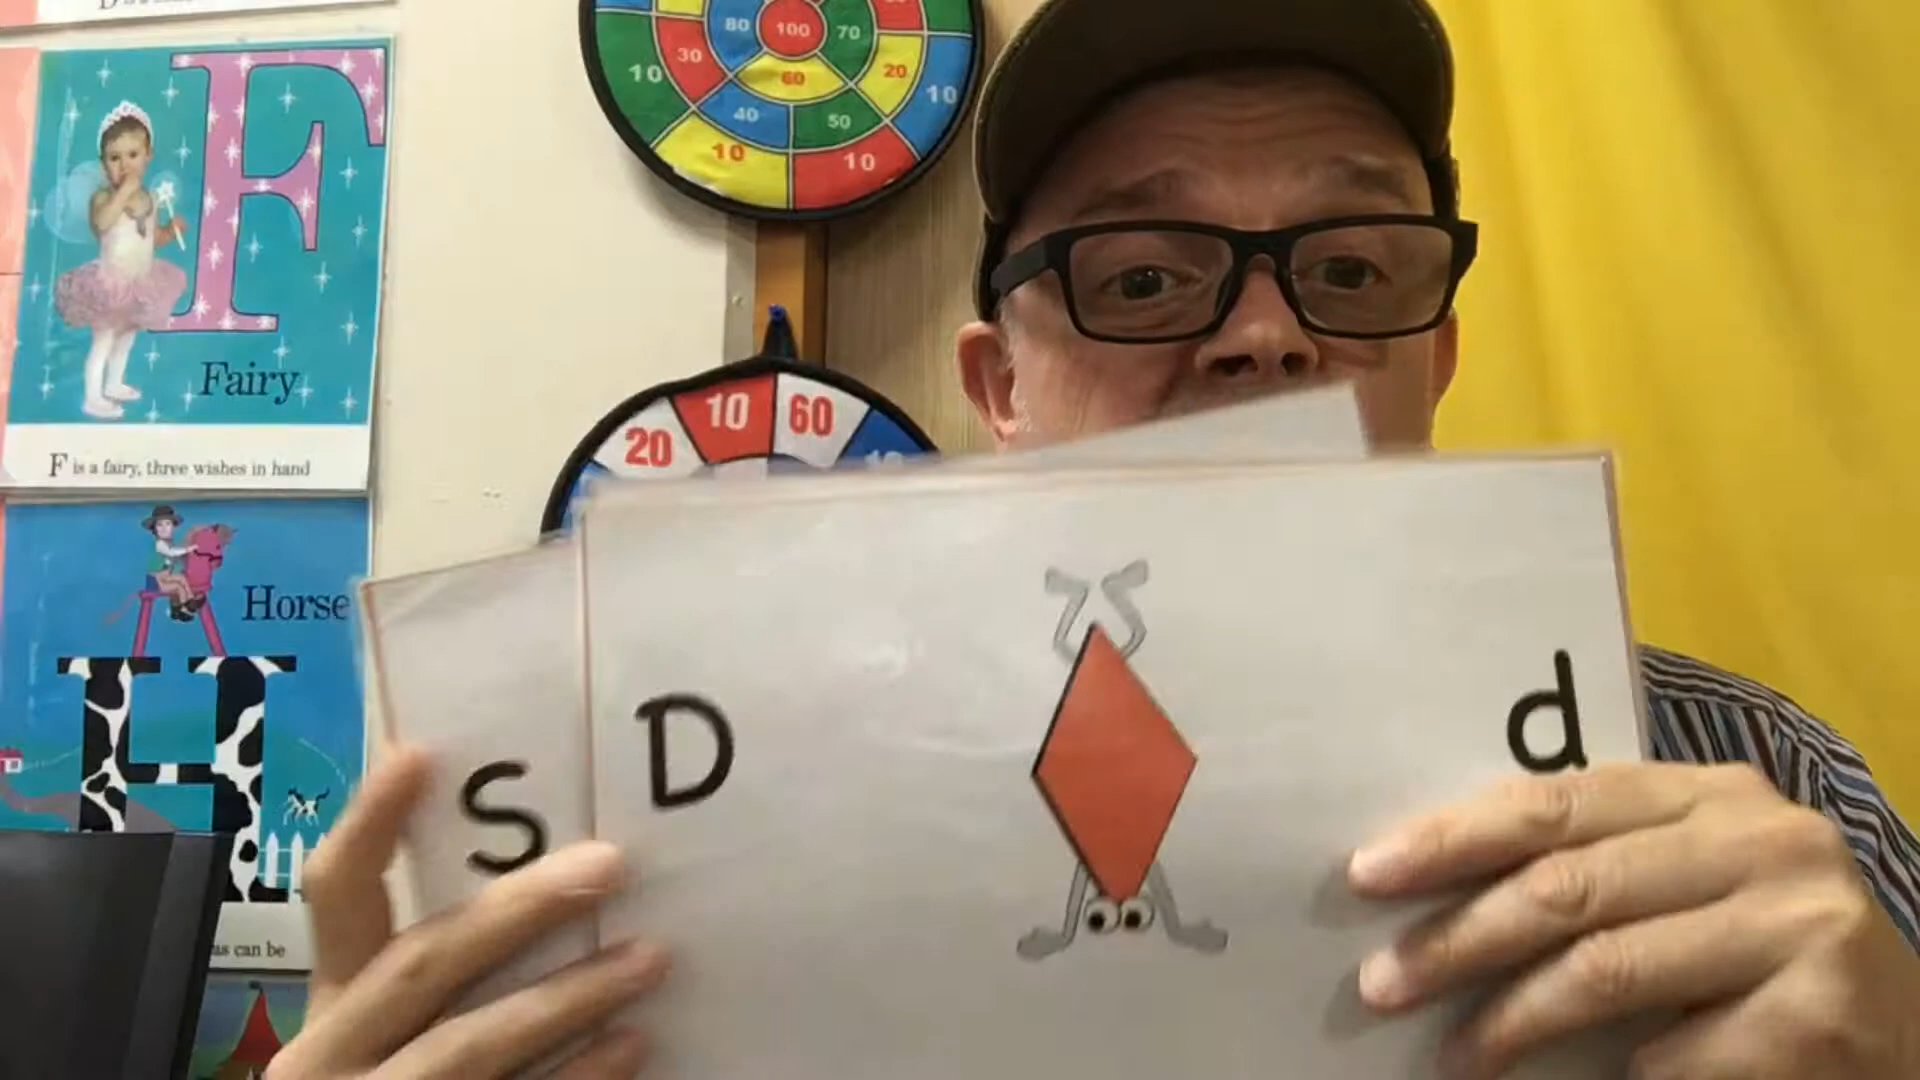 F
Fairy
F is a fairy, three wishes in hand
Horse
H
as can be
80 100 70
30 60 20
10 40 50 10
10 10
20 10 60
S
D d